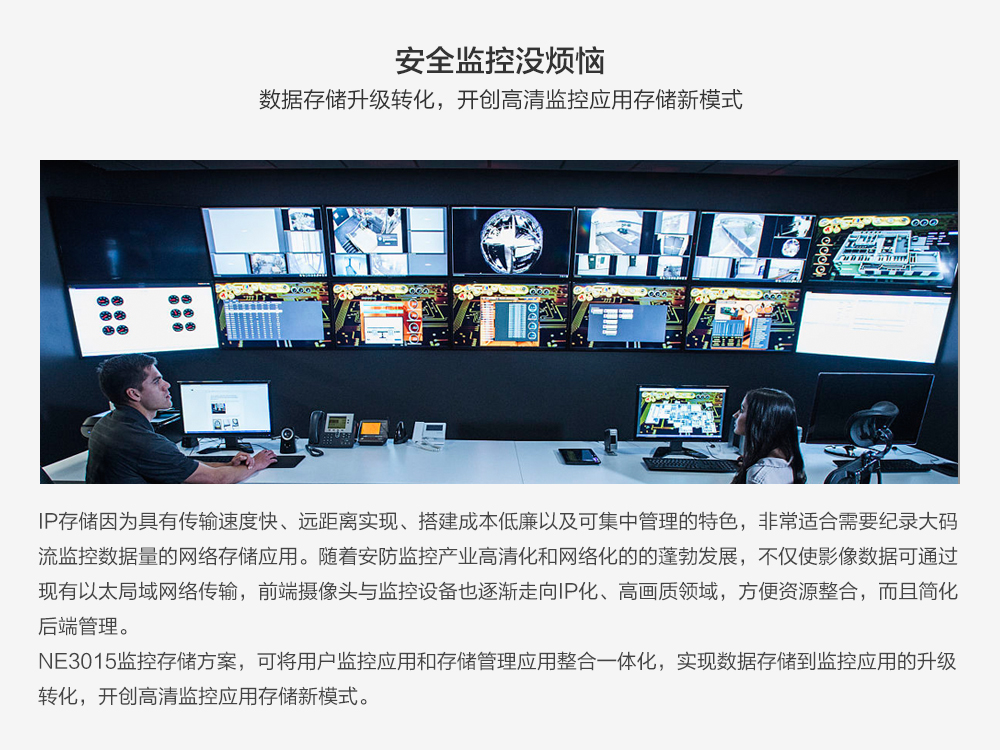 安全监控没烦恼
数据存储升级转化，开创高清监控应用存储新模式
IP存储因为具有传输速度快、远距离实现、搭建成本低廉以及可集中管理的特色，非常适合需要纪录大码
流监控数据量的网络存储应用。随着安防监控产业高清化和网络化的的蓬勃发展，不仅使影像数据可通过
现有以太局域网络传输，前端摄像头与监控设备也逐渐走向IP化、高画质领域，方便资源整合，而且简化
后端管理。
NE3015监控存储方案，可将用户监控应用和存储管理应用整合一体化，实现数据存储到监控应用的升级
转化，开创高清监控应用存储新模式。